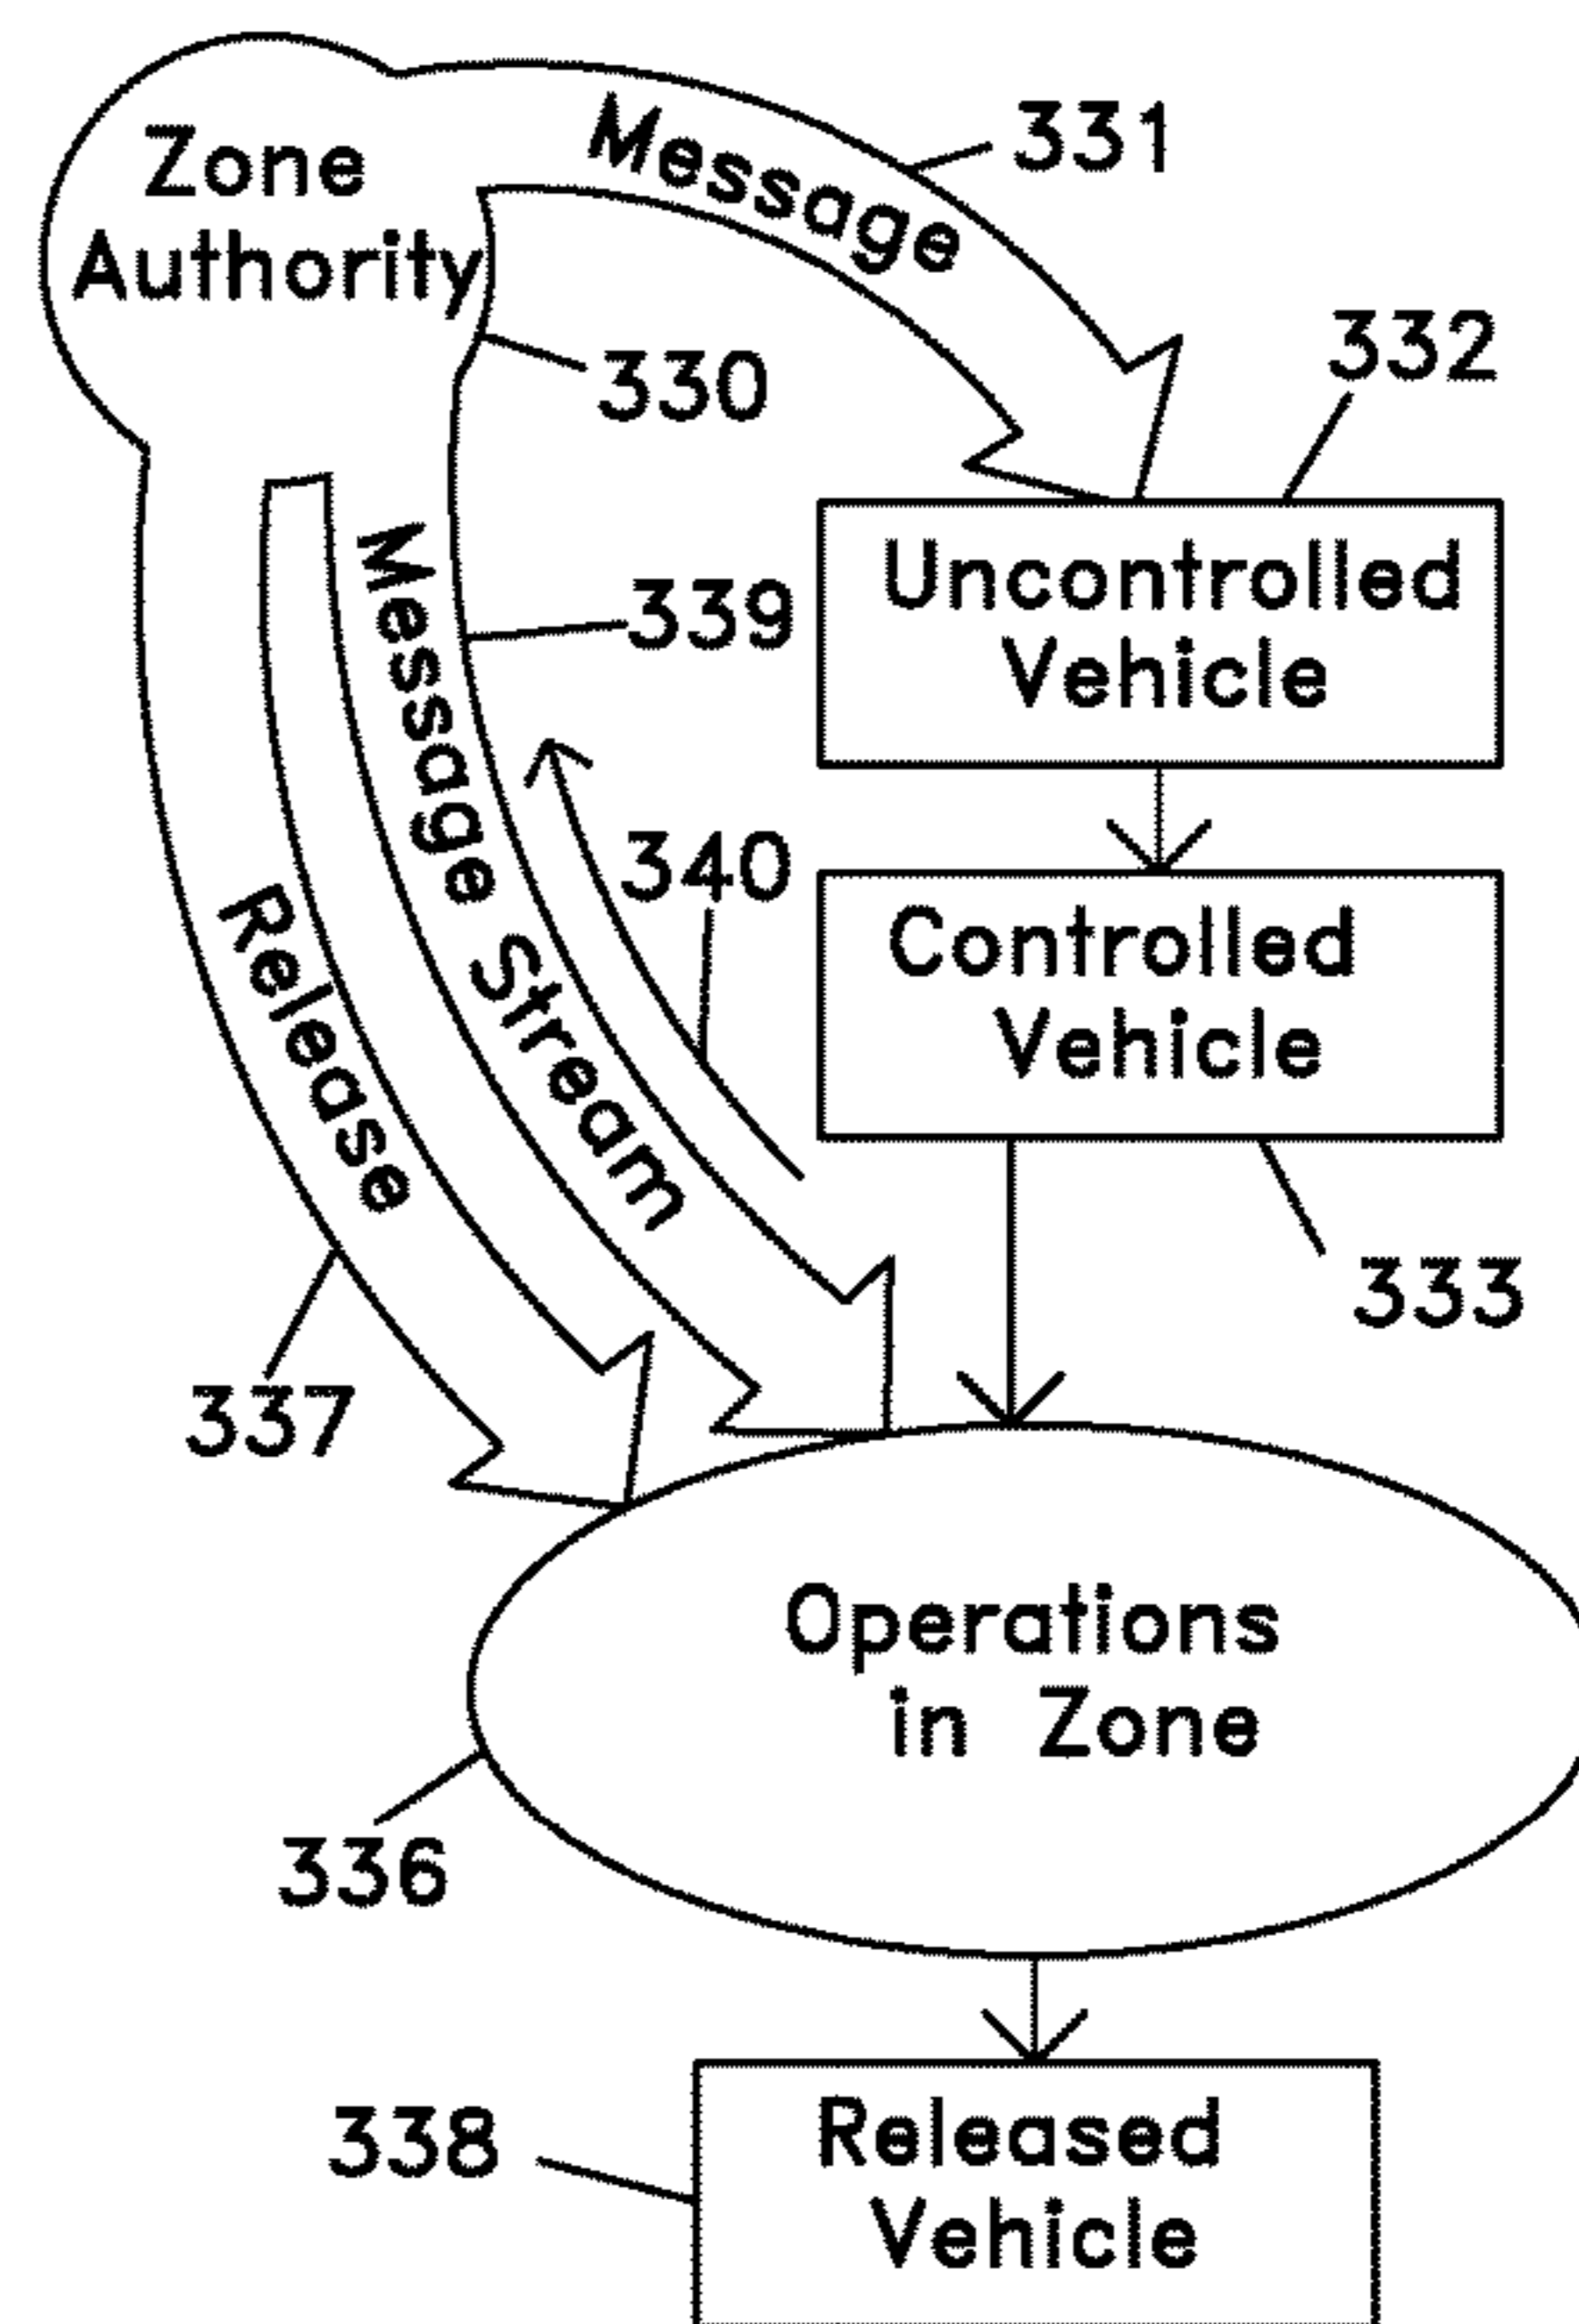 Zone
Authority
Message
331
330
332
Uncontrolled
Vehicle
339
Message Stream
340
Controlled
Vehicle
Release
333
337
Operations
in Zone
336
338
Released
Vehicle